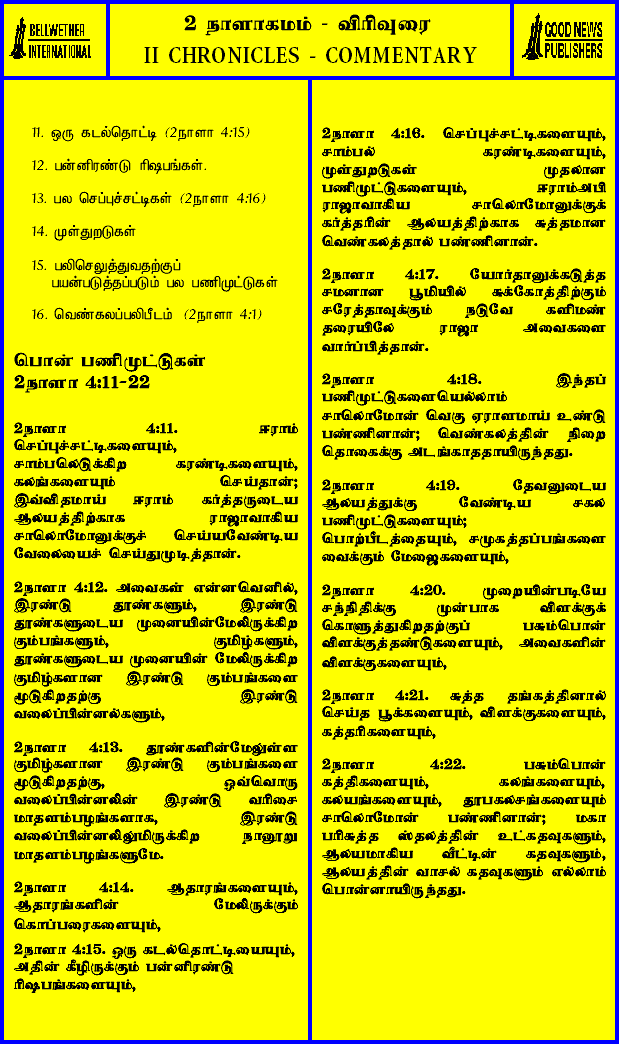 BELLWETHER
INTERNATIONAL
2 நாளாகமம் - விரிவுரை
II CHRONICLES - COMMENTARY
GOOD NEWS
PUBLISHERS
11. ஒரு கடல்தொட்டி (2நாளா 4:15)
12. பன்னிரண்டு ரிஷபங்கள்.
13. பல செப்புச்சட்டிகள் (2நாளா 4:16)
14. முள்துறடுகள்
15. பலிசெலுத்துவதற்குப்
பயன்படுத்தப்படும் பல பணிமுட்டுகள்
16. வெண்கலப்பலிபீடம் (2நாளா 4:1)
பொன் பணிமுட்டுகள்
2நாளா 4:11-22
2நாளா 4:11. ஈராம்
செப்புச்சட்டிகளையும்,
சாம்பலெடுக்கிற கரண்டிகளையும்,
கலங்களையும் செய்தான்;
இவ்விதமாய் ஈராம் கர்த்தருடைய
ஆலயத்திற்காக ராஜாவாகிய
சாலொமோனுக்குச் செய்யவேண்டிய
வேலையைச் செய்துமுடித்தான்.
2நாளா 4:12. அவைகள் என்னவெனில்,
இரண்டு தூண்களும், இரண்டு
தூண்களுடைய முனையின்மேலிருக்கிற
கும்பங்களும், குமிழ்களும்,
தூண்களுடைய முனையின் மேலிருக்கிற
குமிழ்களான இரண்டு கும்பங்களை
மூடுகிறதற்கு இரண்டு
வலைப்பின்னல்களும்,
2நாளா 4:13. தூண்களின்மேலுள்ள
குமிழ்களான இரண்டு கும்பங்களை
மூடுகிறதற்கு, ஒவ்வொரு
வலைப்பின்னலின் இரண்டு வரிசை
மாதளம்பழங்களாக, இரண்டு
வலைப்பின்னலிலுமிருக்கிற நானூறு
மாதளம்பழங்களுமே.
2நாளா 4:14. ஆதாரங்களையும்,
ஆதாரங்களின் மேலிருக்கும்
கொப்பரைகளையும்,
2நாளா 4:15. ஒரு கடல்தொட்டியையும்,
அதின் கீழிருக்கும் பன்னிரண்டு
ரிஷபங்களையும்,
2நாளா 4:16. செப்புச்சட்டிகளையும்,
சாம்பல் கரண்டிகளையும்,
முள்துறடுகள் முதலான
பணிமுட்டுகளையும், ஈராம்அபி
ராஜாவாகிய சாலொமோனுக்குக்
கர்த்தரின் ஆலயத்திற்காக சுத்தமான
வெண்கலத்தால் பண்ணினான்.
2நாளா 4:17. யோர்தானுக்கடுத்த
சமனான பூமியில் சுக்கோத்திற்கும்
சரேத்தாவுக்கும் நடுவே களிமண்
தரையிலே ராஜா அவைகளை
வார்ப்பித்தான்.
2நாளா 4:18. இந்தப்
பணிமுட்டுகளையெல்லாம்
சாலொமோன் வெகு ஏராளமாய் உண்டு
பண்ணினான்; வெண்கலத்தின் நிறை
தொகைக்கு அடங்காததாயிருந்தது.
2நாளா 4:19. தேவனுடைய
ஆலயத்துக்கு வேண்டிய சகல
பணிமுட்டுகளையும்;
பொற்பீடத்தையும், சமுகத்தப்பங்களை
வைக்கும் மேஜைகளையும்,
2நாளா 4:20. முறையின்படியே
சந்நிதிக்கு முன்பாக விளக்குக்
கொளுத்துகிறதற்குப் பசும்பொன்
விளக்குத்தண்டுகளையும், அவைகளின்
விளக்குகளையும்,
2நாளா 4:21. சுத்த தங்கத்தினால்
செய்த பூக்களையும், விளக்குகளையும்,
கத்தரிகளையும்,
2நாளா 4:22. பசும்பொன்
கத்திகளையும், கலங்களையும்,
கலயங்களையும், தூபகலசங்களையும்
சாலொமோன் பண்ணினான்; மகா
பரிசுத்த ஸ்தலத்தின் உட்கதவுகளும்,
ஆலயமாகிய வீட்டின் கதவுகளும்,
ஆலயத்தின் வாசல் கதவுகளும் எல்லாம்
பொன்னாயிருந்தது.